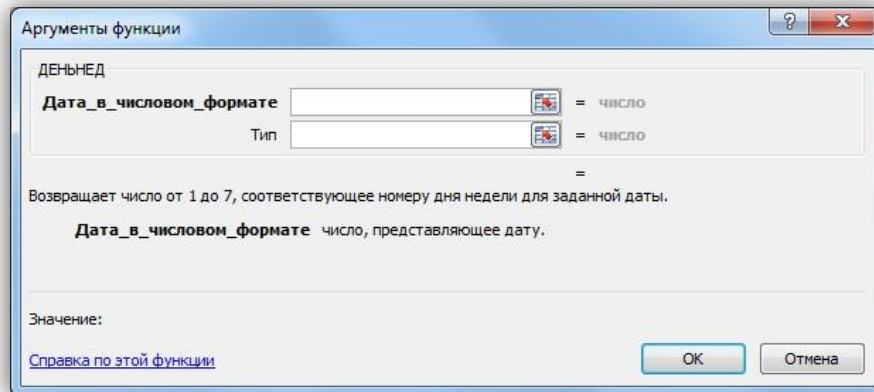 Аргументы функции
ДЕНЬНЕД
Дата_в_числовом_формате = число
Тип = число
=
Возвращает число от 1 до 7, соответствующее номеру дня недели для заданной даты.
Дата_в_числовом_формате число, представляющее дату.
Значение:
Справка по этой функции ОК Отмена